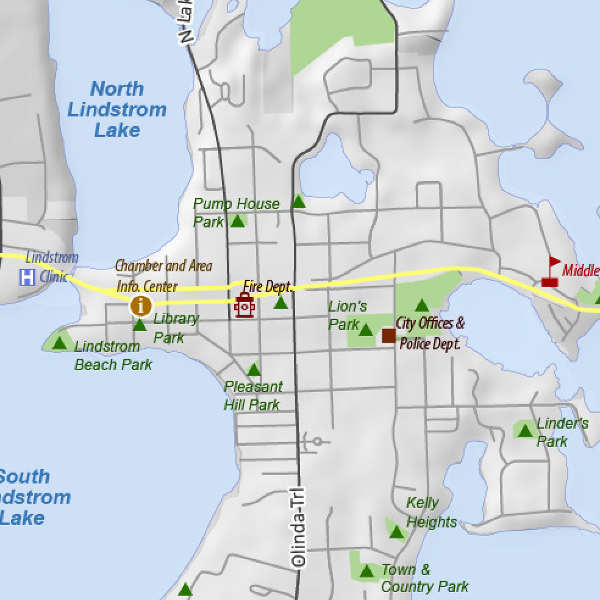 N-Lak
North
Lindstrom
Lake
Pump House
Park
Lindstrom
Clinic
H
Chamber and Area
Info. Center
i
Fire Dept.
Middle
Library
Park
Lion's
Park
City Offices &
Police Dept.
Lindstrom
Beach Park
Pleasant
Hill Park
Linder's
Park
South
ndstrom
Lake
Olinda-Trl
Kelly
Heights
Town &
Country Park